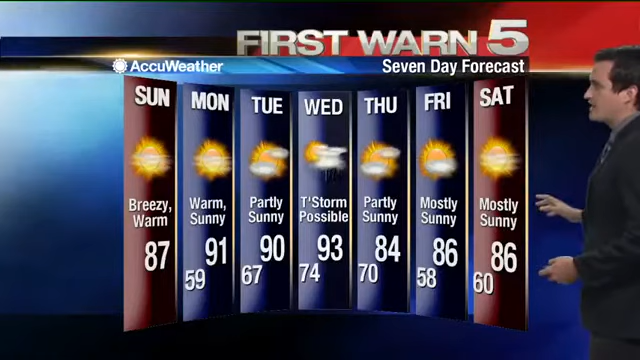 FIRST WARN 5
AccuWeather
Seven Day Forecast
SUN MON TUE WED THU FRI SAT
Breezy, Warm, Partly T'Storm Partly Mostly Mostly
Warm Sunny Sunny Possible Sunny Sunny Sunny
87 91 90 93 84 86 86
59 67 74 70 58 60